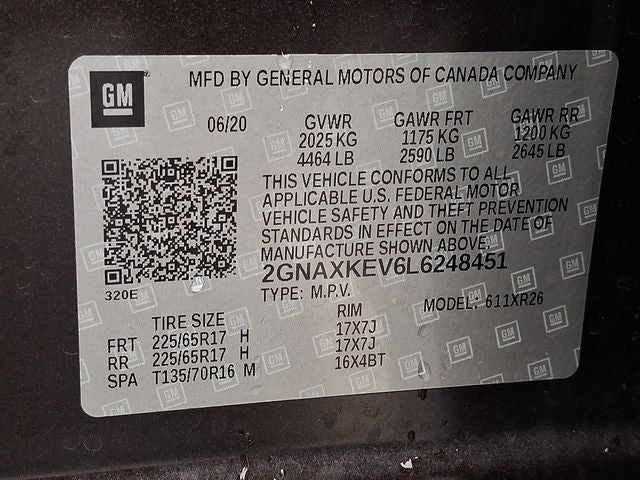 GM
MFD BY GENERAL MOTORS OF CANADA COMPANY
06/20 GVWR GAWR FRT GAWR RR
2025 KG 1175 KG 1200 KG
4464 LB 2590 LB 2645 LB
THIS VEHICLE CONFORMS TO ALL
APPLICABLE U.S. FEDERAL MOTOR
VEHICLE SAFETY AND THEFT PREVENTION
STANDARDS IN EFFECT ON THE DATE OF
MANUFACTURE SHOWN ABOVE.
2GNAXKEV6L6248451
320E
TYPE: M.P.V. MODEL: 611XR26
TIRE SIZE RIM
FRT 225/65R17 H 17X7J
RR 225/65R17 H 17X7J
SPA T135/70R16 M 16X4BT